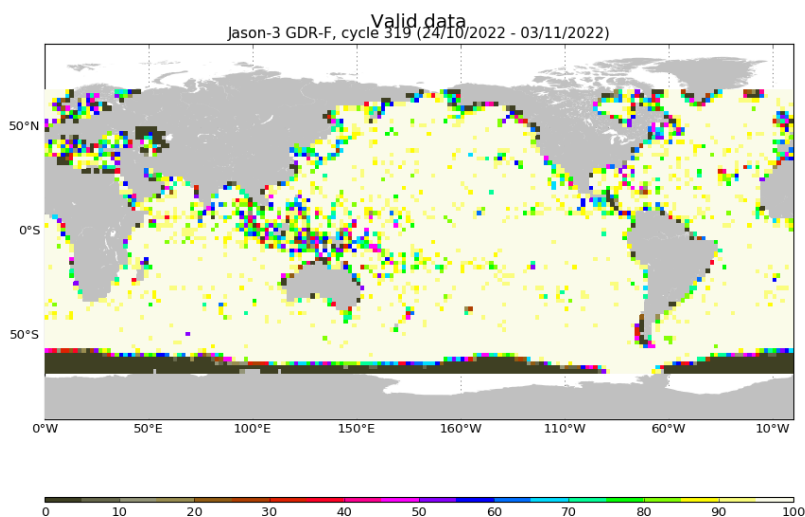 Valid data
Jason-3 GDR-F, cycle 319 (24/10/2022 - 03/11/2022)
50°N
0°S
50°S
0°W 50°E 100°E 150°E 160°W 110°W 60°W 10°W
0 10 20 30 40 50 60 70 80 90 100